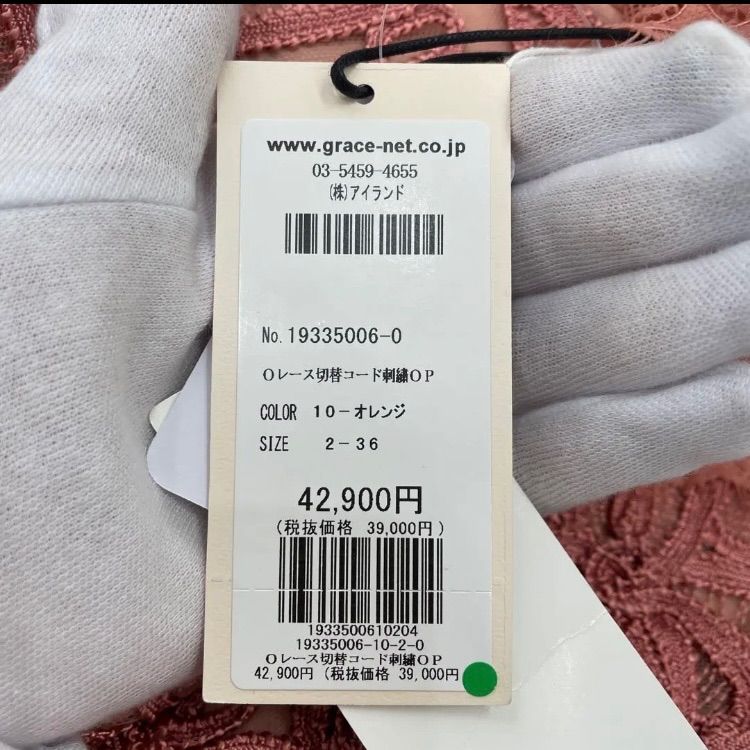 www.grace-net.co.jp
03-5459-4655
(株)アイランド
No.19335006-0
Oレース切替コード刺繍OP
COLOR 10-オレンジ
SIZE 2-36
42,900円
(税抜価格 39,000円)
1933500610204
19335006-10-2-0
Oレース切替コード刺繍OP
42,900円 (税抜価格 39,000円